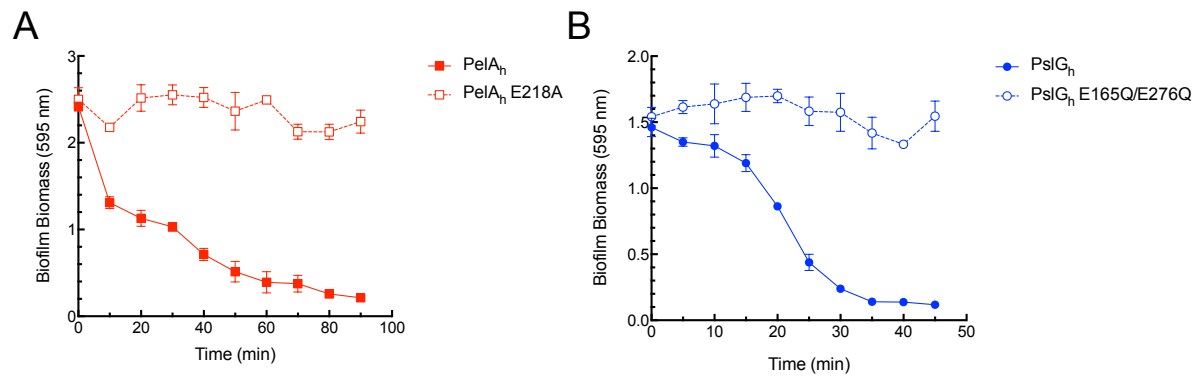 A
3
2
1
0
Biofilm Biomass (595 nm)
0 20 40 60 80 100
Time (min)
PelAh
PelAh E218A
B
2.0
1.5
1.0
0.5
0.0
Biofilm Biomass (595 nm)
0 10 20 30 40 50
Time (min)
PslGh
PslGh E165Q/E276Q